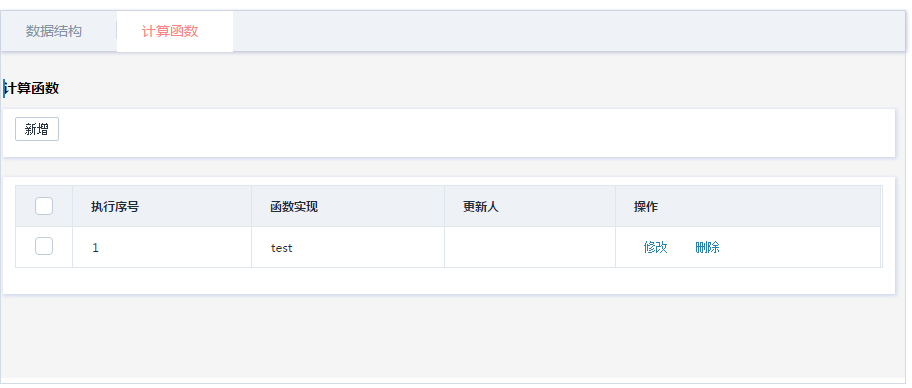 数据结构 计算函数
计算函数
新增
执行序号 函数实现 更新人 操作
1 test 修改 删除